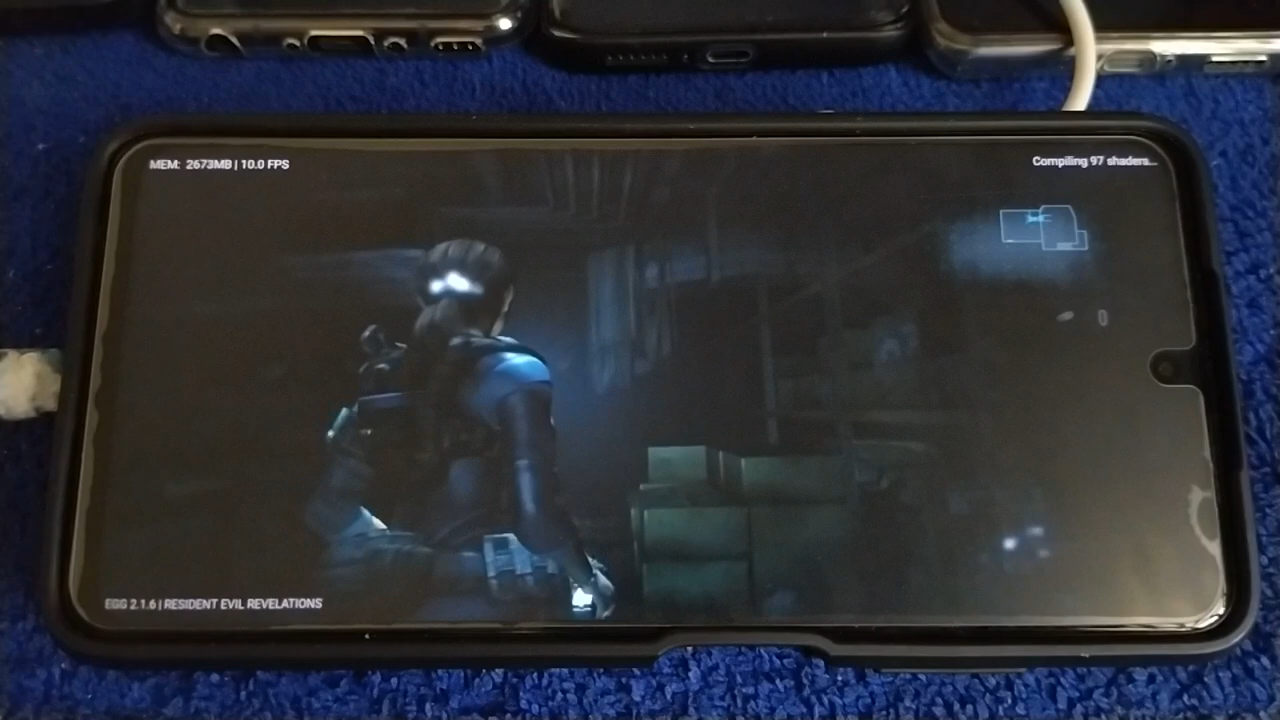 MEM: 2673MB | 10.0 FPS
Compiling 97 shaders...
EGG 2.1.6 | RESIDENT EVIL REVELATIONS